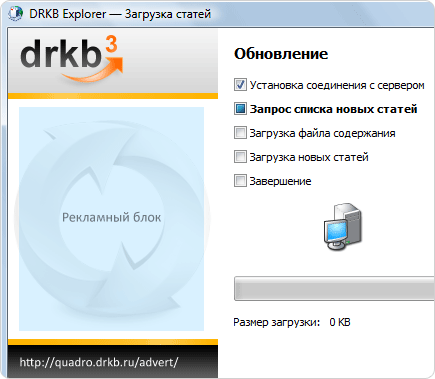 DRKB Explorer — Загрузка статей
drkb3
Обновление
Установка соединения с сервером
Запрос списка новых статей
Загрузка файла содержания
Загрузка новых статей
Завершение
Рекламный блок
Размер загрузки: 0 KB
http://quadro.drkb.ru/advert/